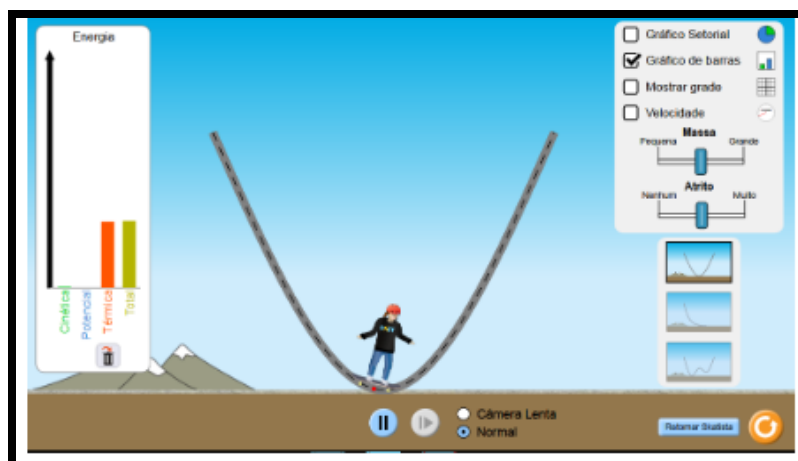 Energia
Cinética
Potencial
Térmica
Total
Gráfico Setorial
Gráfico de barras
Mostrar grade
Velocidade
Massa
Pequena Grande
Atrito
Nenhum Muito
Câmera Lenta
Normal
Retornar Skatista